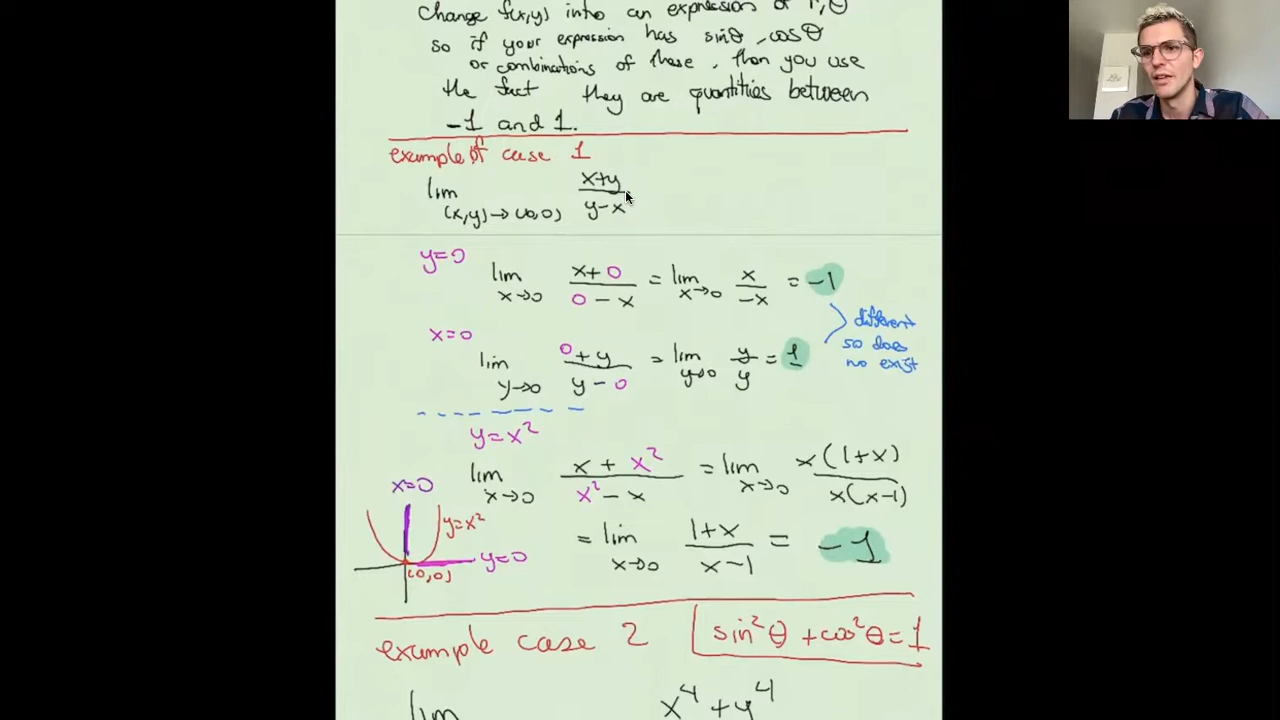 change f(x,y) into an expression of r, θ
so if your expression has sinθ, cosθ
or combinations of these, then you use
the fact they are quantities between
-1 and 1.
example of case 1
lim (x,y)→(0,0) x+y / y-x
y=0
lim x→0 x+0 / 0-x = lim x→0 x / -x = -1
x=0
lim y→0 0+y / y-0 = lim y→0 y / y = 1
different
so does
no exist
y=x²
lim x→0 x + x² / x² - x = lim x→0 x(1+x) / x(x-1)
= lim x→0 1+x / x-1 = -1
x=0
y=x²
y=0
(0,0)
example case 2 sin²θ + cos²θ = 1
lim x⁴ + y⁴